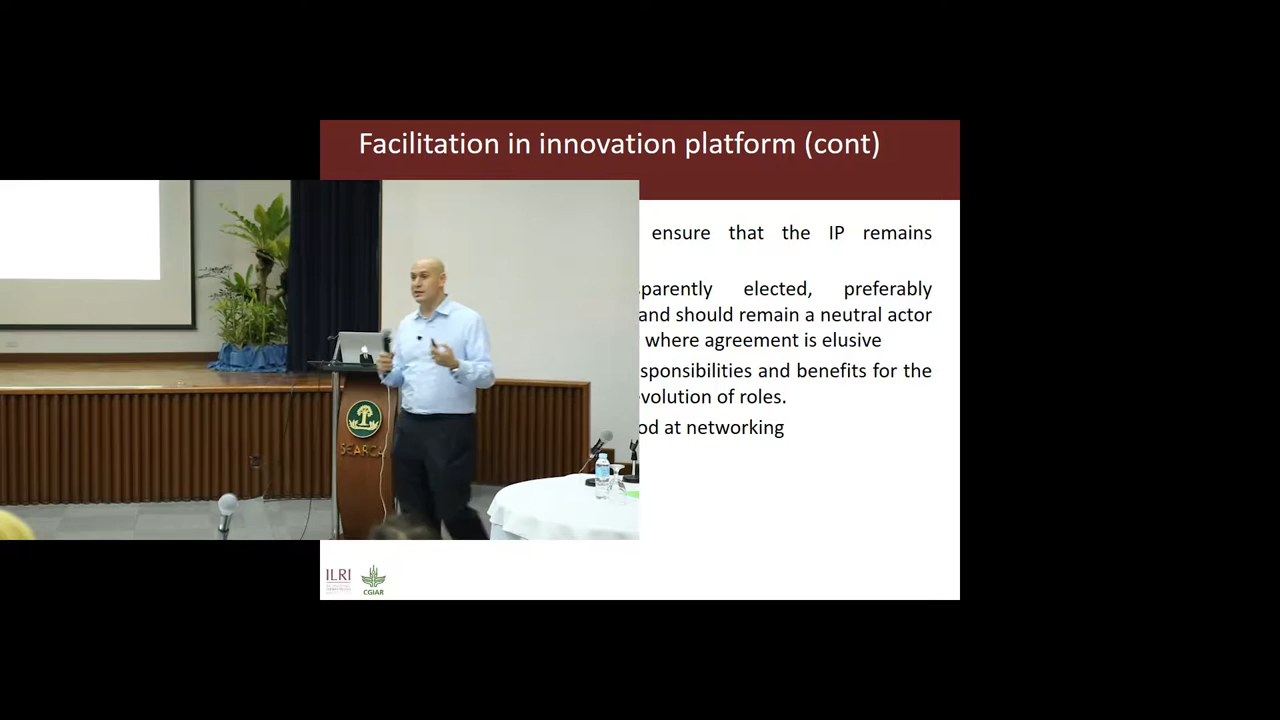 Facilitation in innovation platform (cont)
ensure that the IP remains
sparently elected, preferably
and should remain a neutral actor
where agreement is elusive
sponsibilities and benefits for the
volution of roles.
od at networking
SEARCA
ILRI
CGIAR